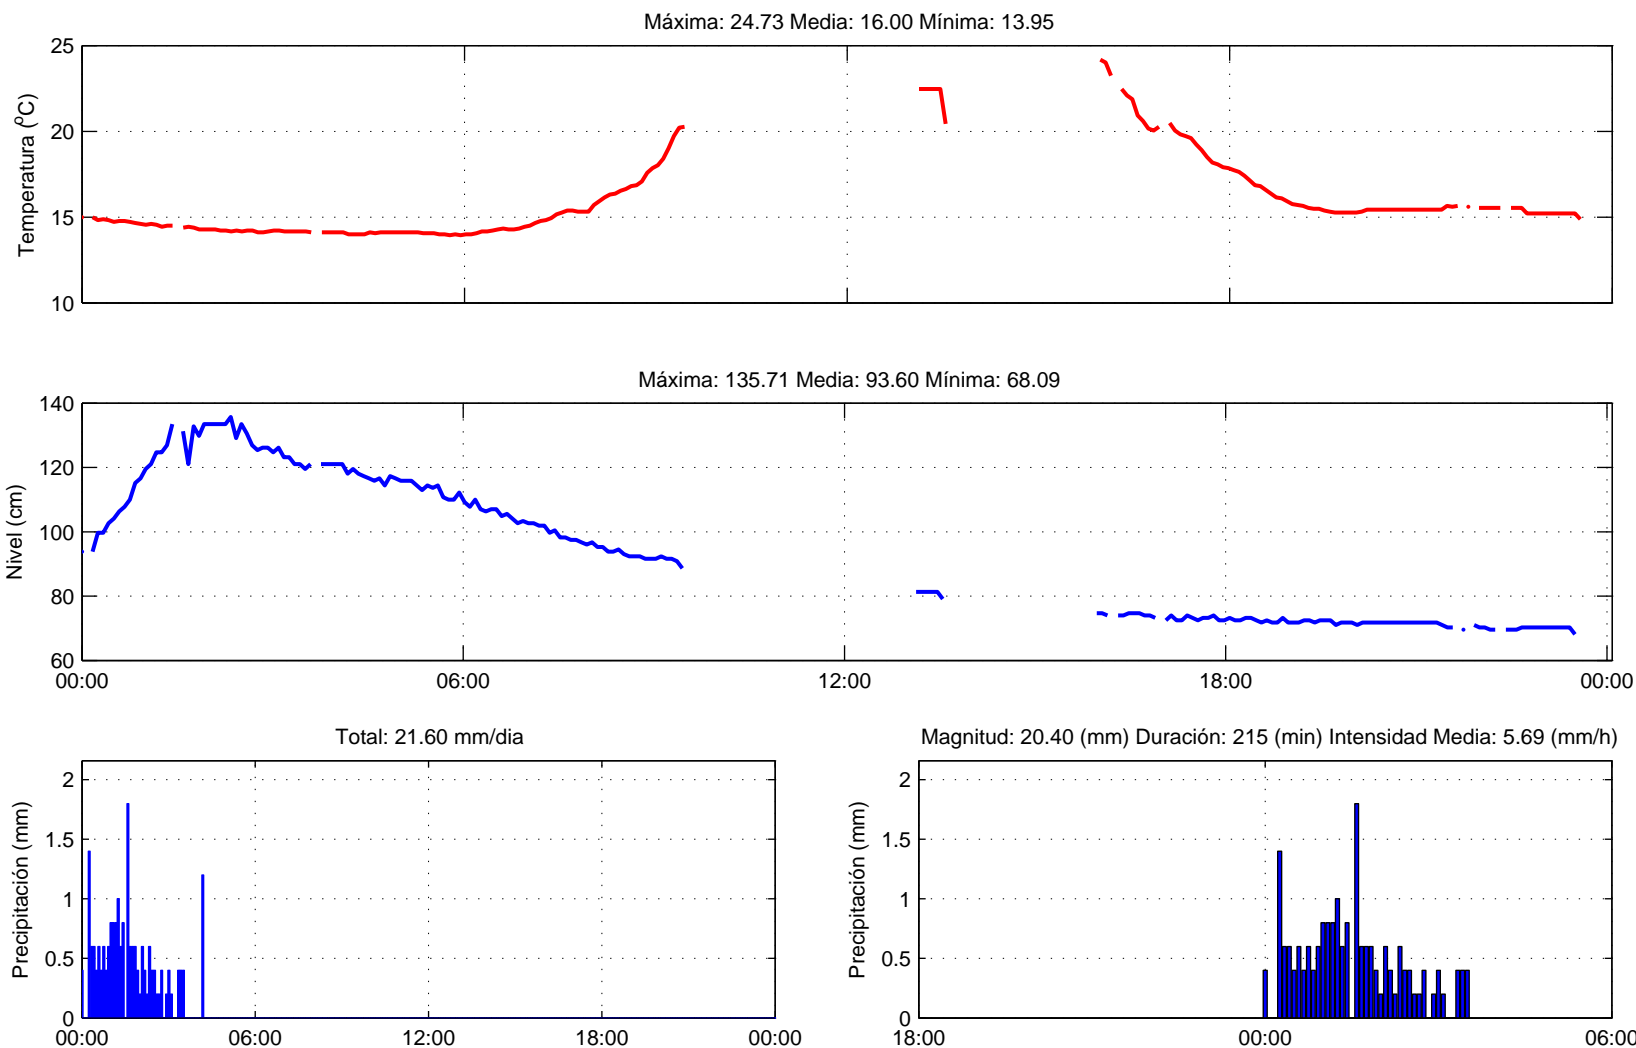 Máxima: 24.73 Media: 16.00 Mínima: 13.95
25
20
15
10
Temperatura (ºC)
Máxima: 135.71 Media: 93.60 Mínima: 68.09
140
120
100
80
60
Nivel (cm)
00:00 06:00 12:00 18:00 00:00
Total: 21.60 mm/dia
2
1.5
1
0.5
0
Precipitación (mm)
00:00 06:00 12:00 18:00 00:00
Magnitud: 20.40 (mm) Duración: 215 (min) Intensidad Media: 5.69 (mm/h)
2
1.5
1
0.5
0
Precipitación (mm)
18:00 00:00 06:00